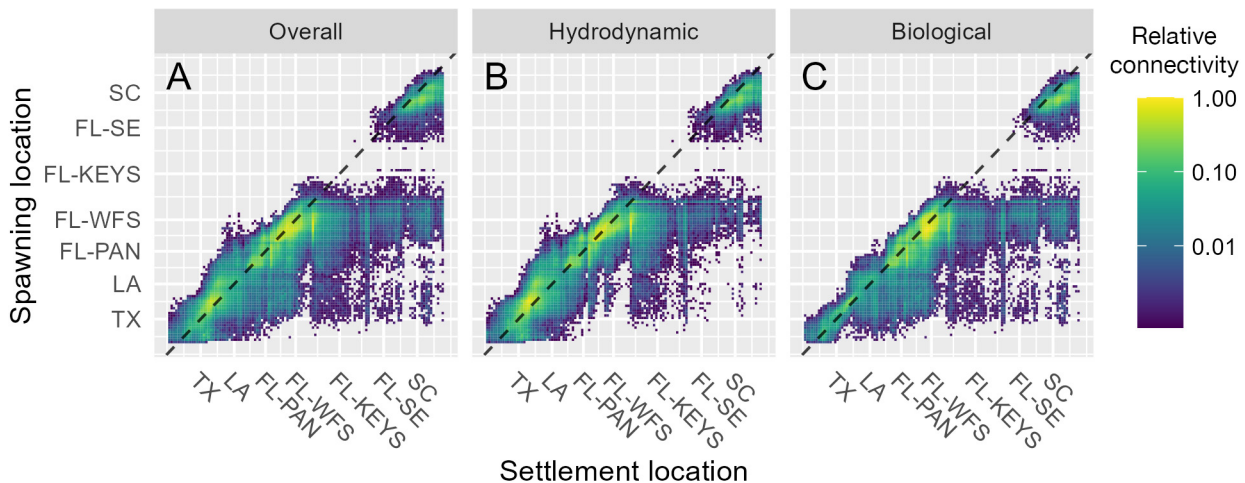 Overall
Hydrodynamic
Biological
A
B
C
Spawning location
SC
FL-SE
FL-KEYS
FL-WFS
FL-PAN
LA
TX
TX
LA
FL-PAN
FL-WFS
FL-KEYS
FL-SE
SC
TX
LA
FL-PAN
FL-WFS
FL-KEYS
FL-SE
SC
TX
LA
FL-PAN
FL-WFS
FL-KEYS
FL-SE
SC
Settlement location
Relative
connectivity
1.00
0.10
0.01